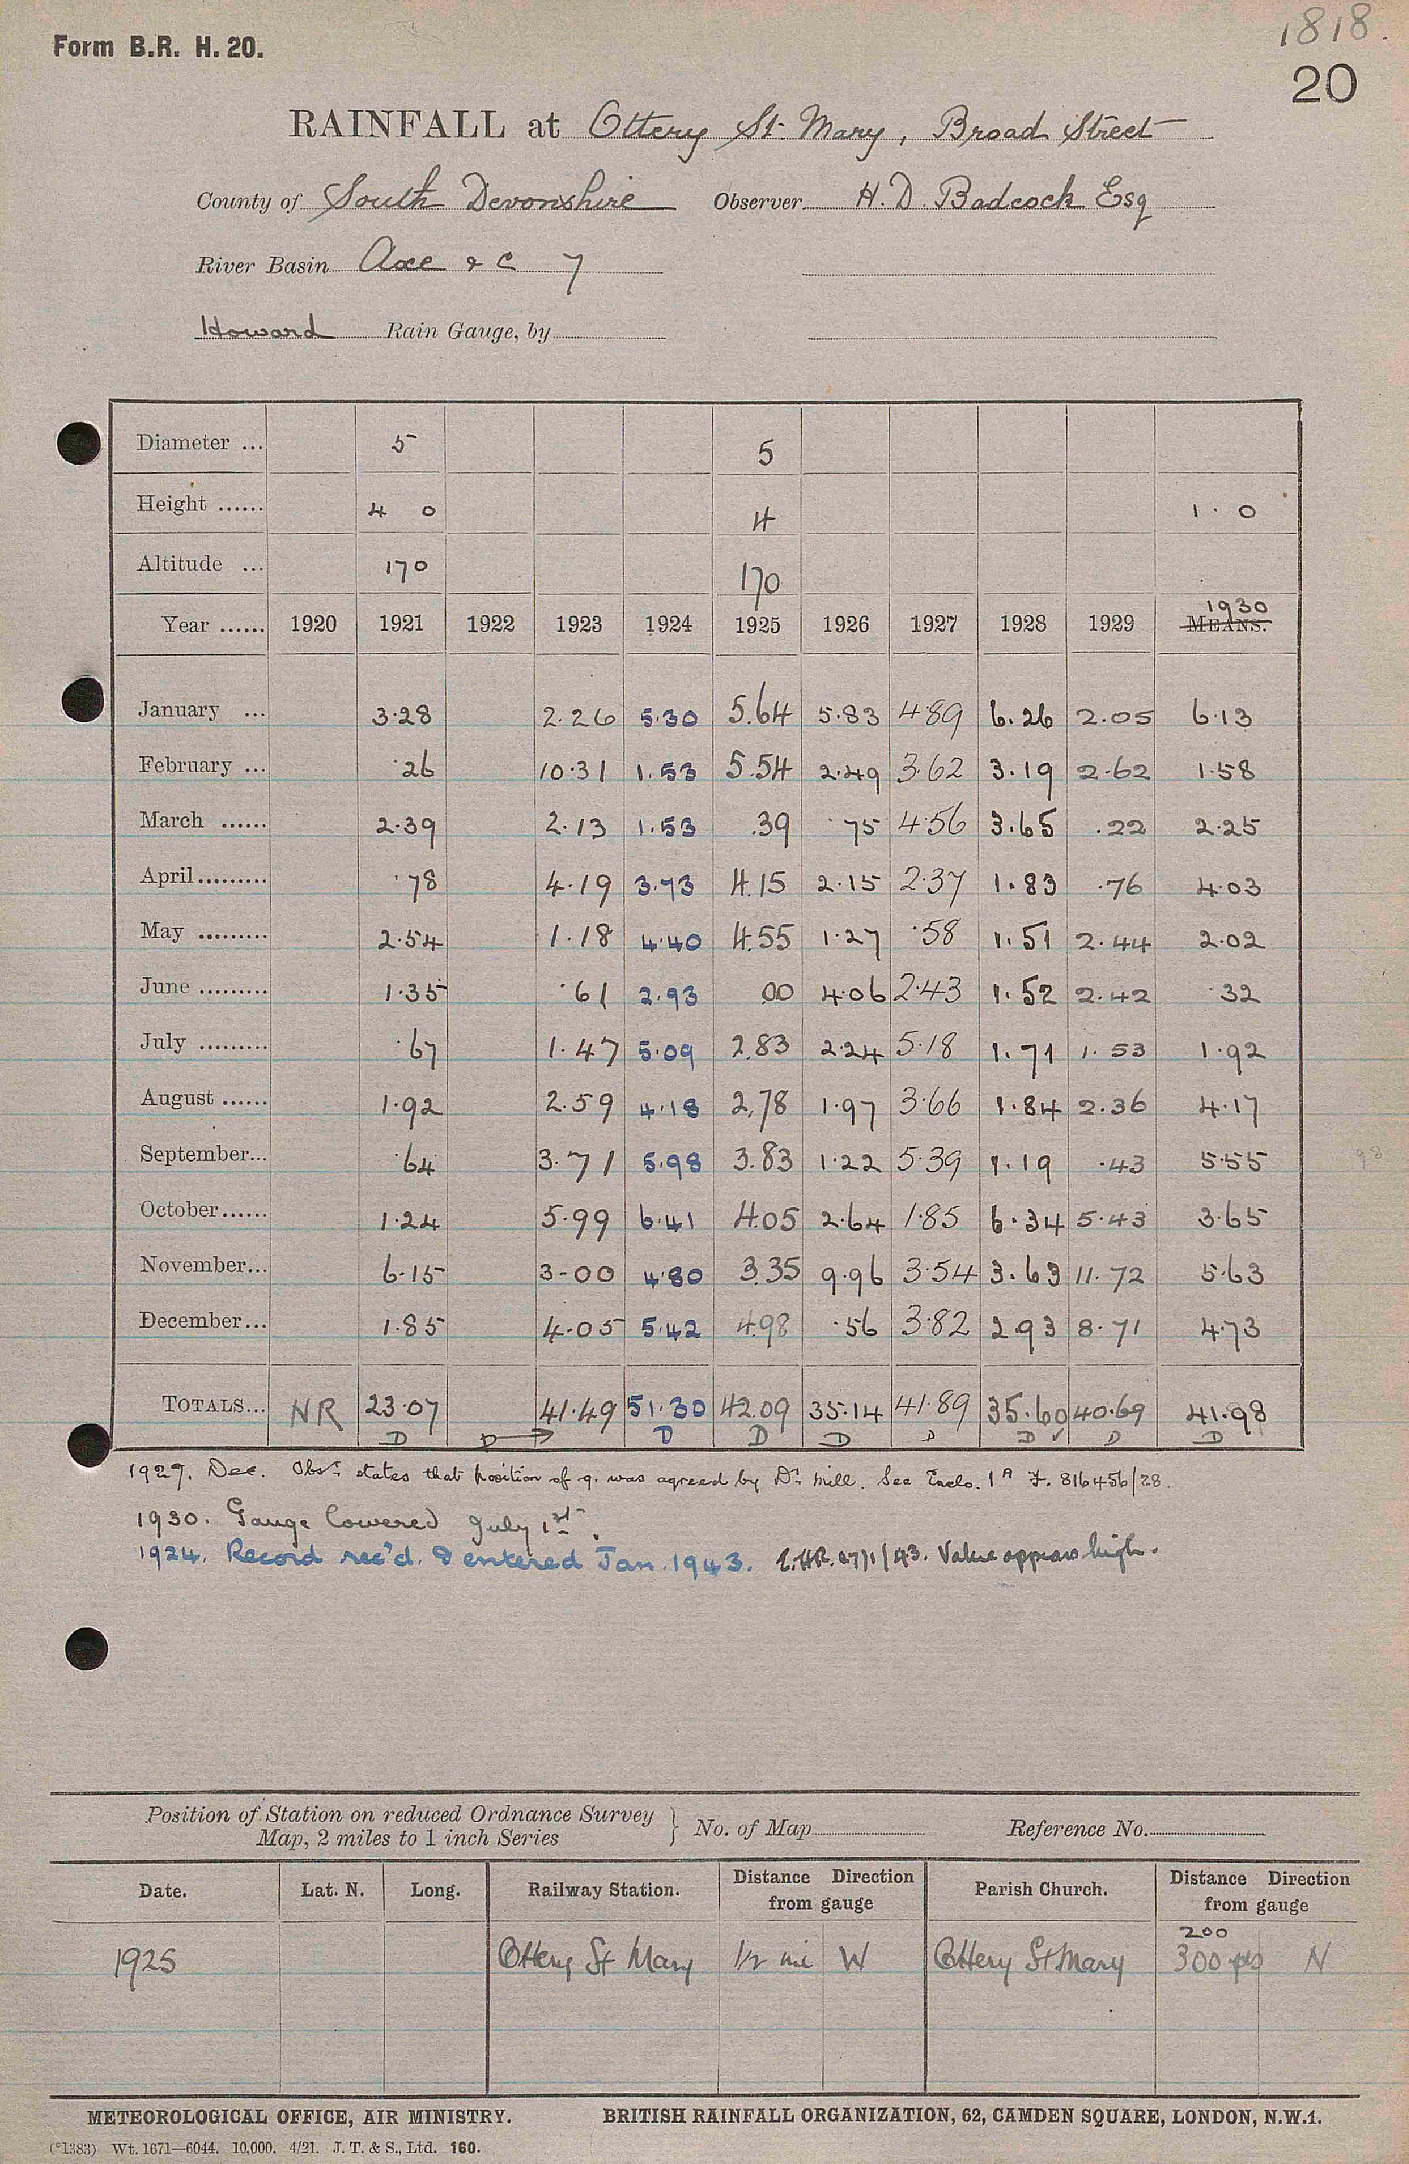 Form B.R. H. 20.
1818.
20
RAINFALL at Ottery St. Mary, Broad Street
County of South Devonshire Observer H. D. Badcock Esq
River Basin Axe & C 7
Howard Rain Gauge, by
Diameter ... 5 5
Height ...... 4 0 4 1 · 0
Altitude ... 170 170
1930
Year ...... 1920 1921 1922 1923 1924 1925 1926 1927 1928 1929 MEANS.
January ... 3·28 2·26 5·30 5.64 5·83 4·89 6.26 2.05 6·13
February ... ·26 10·31 1.53 5.54 2·49 3·62 3·19 2·62 1·58
March ...... 2·39 2·13 1.53 .39 ·75 4·56 3·65 .22 2·25
April......... ·78 4·19 3·73 4.15 2·15 2·37 1·83 ·76 4·03
May ......... 2·54 1·18 4·40 4.55 1·27 ·58 1·51 2·44 2·02
June ......... 1·35 ·61 2·93 00 4·06 2·43 1·52 2·42 ·32
July ......... ·67 1·47 5·09 2.83 2·24 5·18 1·71 1·53 1·92
August ...... 1·92 2·59 4·18 2,78 1·97 3·66 1·84 2·36 4·17
September... ·64 3·71 5·98 3.83 1·22 5·39 1·19 ·43 5·55
October...... 1·24 5·99 6·41 4.05 2·64 1·85 6·34 5·43 3·65
November... 6·15 3-00 4·80 3.35 9·96 3·54 3·63 11.72 5·63
December... 1·85 4·05 5·42 4.98 ·56 3·82 2·93 8·71 4·73
TOTALS... NR 23·07 41·49 51·30 42.09 35·14 41·89 35·60 40·69 41·98
D D→ D D D D D ✓ D D
1927. Dec. Obsr. states that position of g. was agreed by Dr. Mill. See Enclo. 1A F. 816456/28.
1930. Gauge lowered July 1st.
1924. Record rec'd. & entered Jan. 1943. 27/1/43. Value appears high.
Position of Station on reduced Ordnance Survey
Map, 2 miles to 1 inch Series } No. of Map Reference No.
Date. Lat. N. Long. Railway Station. Distance Direction from gauge Parish Church. Distance Direction from gauge
200
1925 Ottery St Mary 1/2 mi W Ottery St Mary 300 yds N
METEOROLOGICAL OFFICE, AIR MINISTRY. BRITISH RAINFALL ORGANIZATION, 62, CAMDEN SQUARE, LONDON, N.W.1.
(*1383) Wt. 1671—6044. 10,000. 4/21. J. T. & S., Ltd. 160.